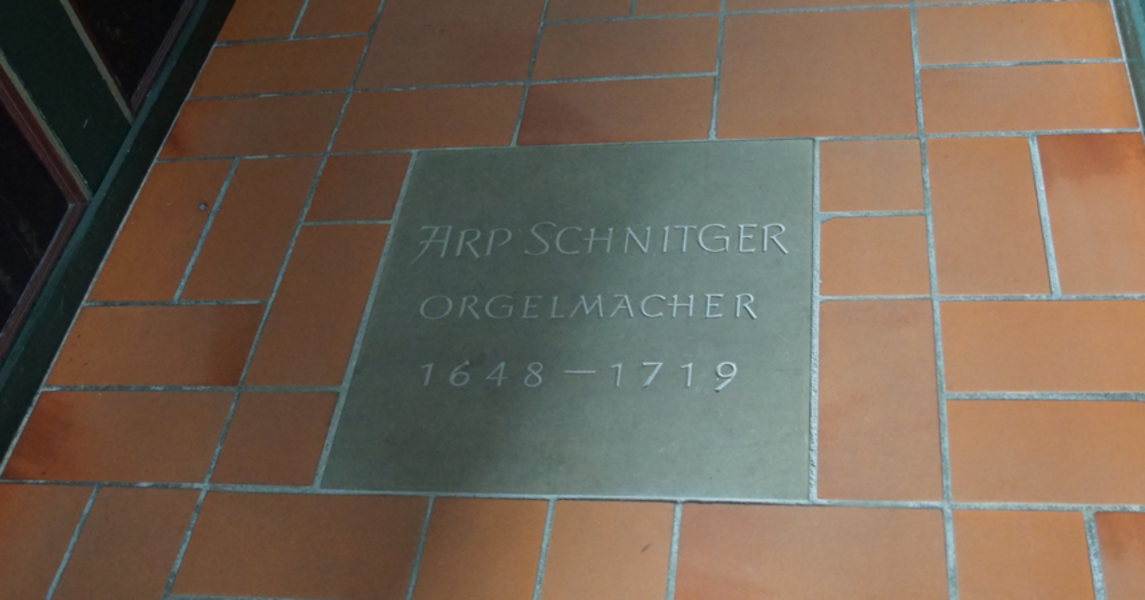 ARP SCHNITGER
ORGELMACHER
1648 – 1719